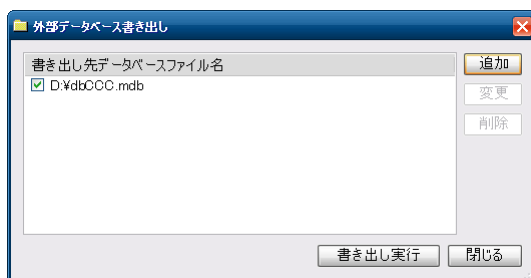 外部データベース書き出し
書き出し先データベースファイル名
追加
D:¥dbCCC.mdb
変更
削除
書き出し実行
閉じる